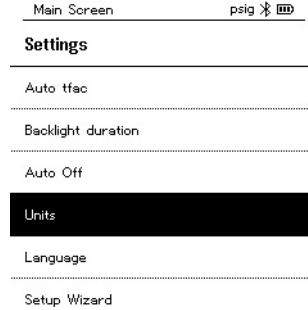 Main Screen psig
Settings
Auto tfac
Backlight duration
Auto Off
Units
Language
Setup Wizard